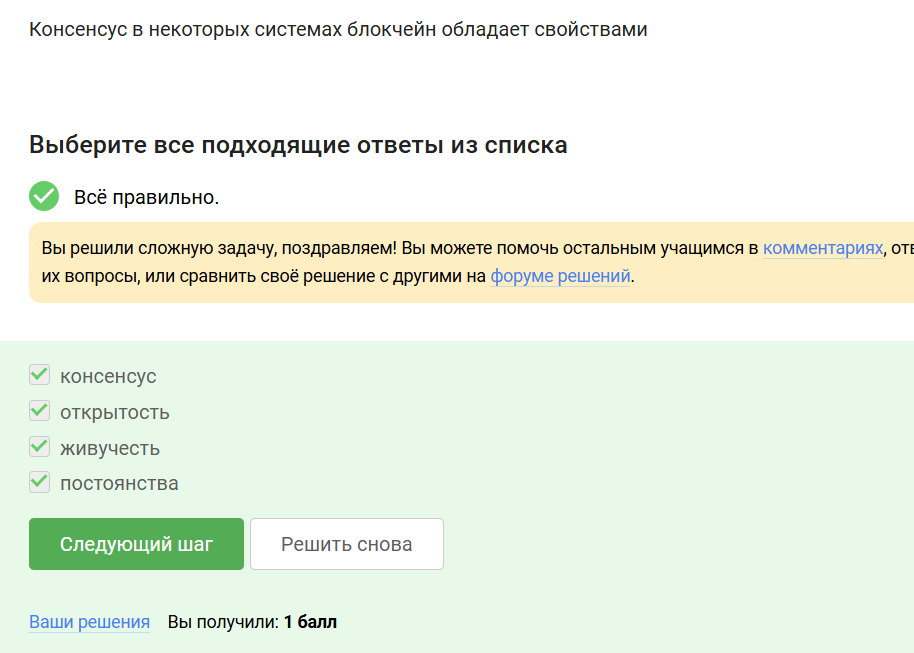 Консенсус в некоторых системах блокчейн обладает свойствами
Выберите все подходящие ответы из списка
Всё правильно.
Вы решили сложную задачу, поздравляем! Вы можете помочь остальным учащимся в комментариях, отв
их вопросы, или сравнить своё решение с другими на форуме решений.
консенсус
открытость
живучесть
постоянства
Следующий шаг
Решить снова
Ваши решения Вы получили: 1 балл